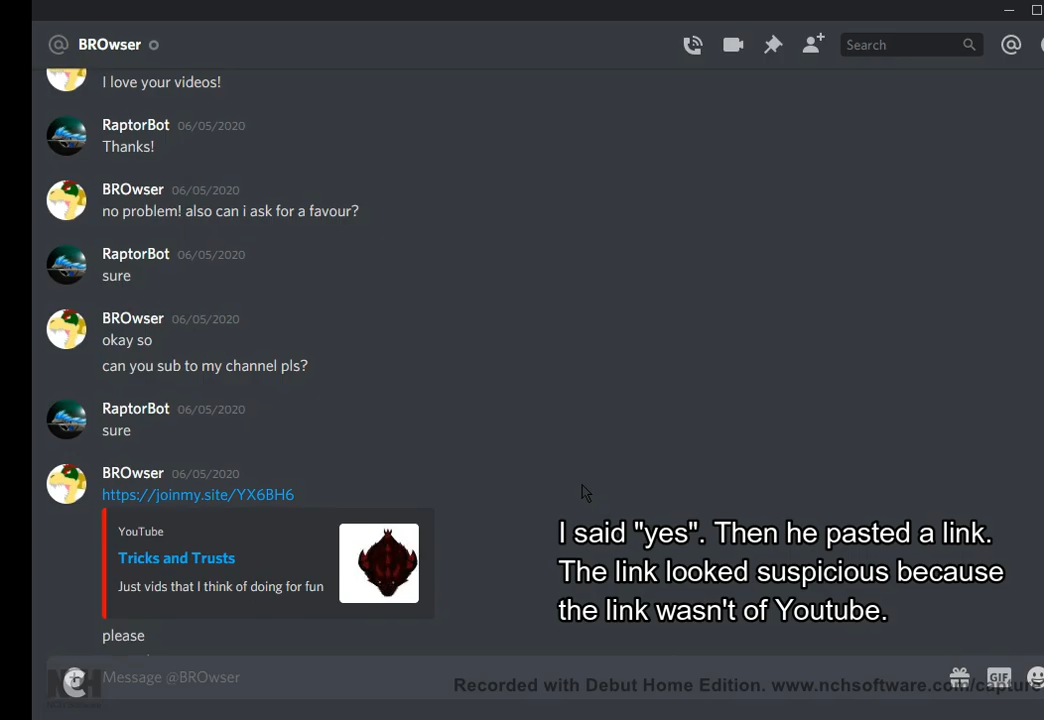 BROwser
Search
I love your videos!
RaptorBot 06/05/2020
Thanks!
BROwser 06/05/2020
no problem! also can i ask for a favour?
RaptorBot 06/05/2020
sure
BROwser 06/05/2020
okay so
can you sub to my channel pls?
RaptorBot 06/05/2020
sure
BROwser 06/05/2020
https://joinmy.site/YX6BH6
YouTube
Tricks and Trusts
Just vids that I think of doing for fun
please
I said "yes". Then he pasted a link.
The link looked suspicious because
the link wasn't of Youtube.
Message @BROwser
GIF
NCH
Recorded with Debut Home Edition. www.nchsoftware.com/capture